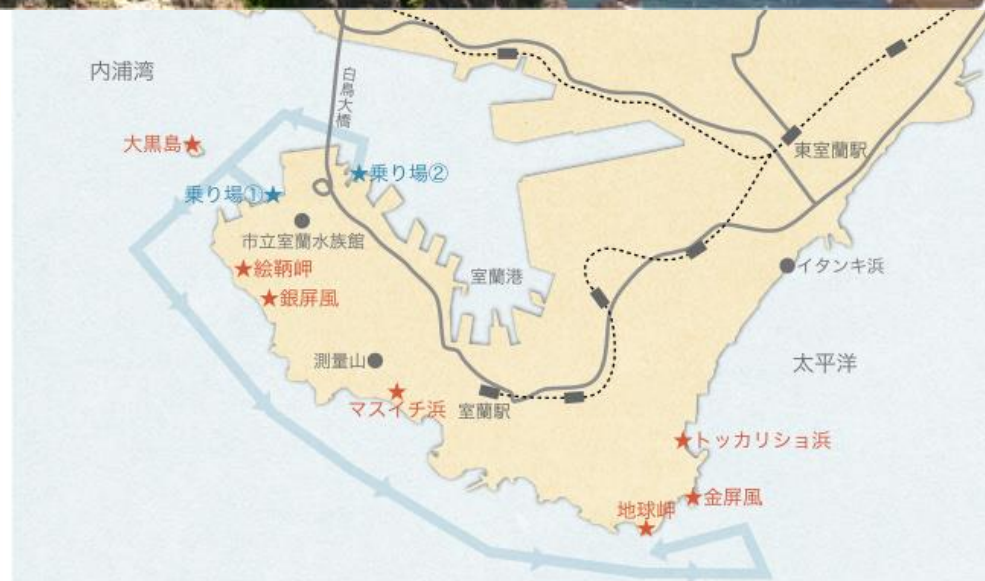 内浦湾
白鳥大橋
大黒島
東室蘭駅
乗り場②
乗り場①
市立室蘭水族館
イタンキ浜
絵鞆岬
室蘭港
銀屏風
測量山
太平洋
マスイチ浜
室蘭駅
トッカリショ浜
金屏風
地球岬